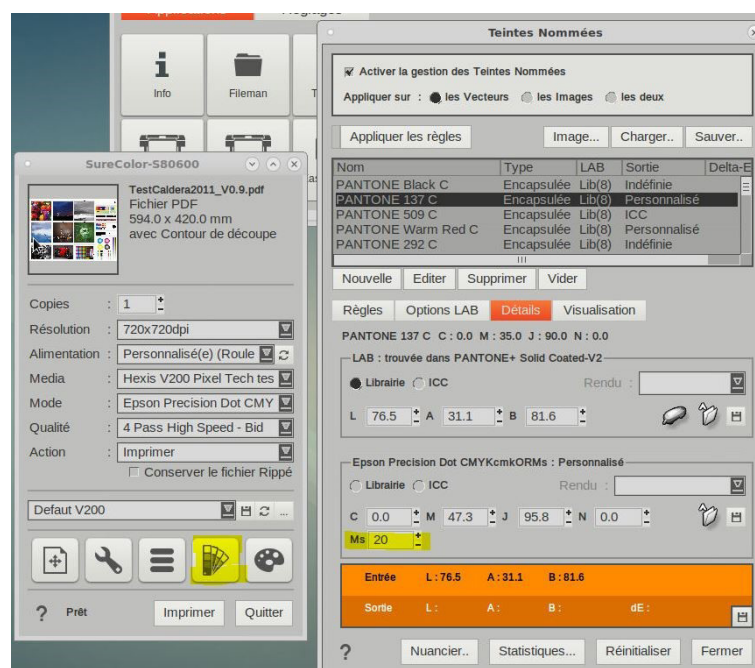 Info
Fileman
SureColor-S80600
TestCaldera2011_V0.9.pdf
Fichier PDF
594.0 x 420.0 mm
avec Contour de découpe
Copies : 1
Résolution : 720x720dpi
Alimentation : Personnalisé(e) (Roule
Media : Hexis V200 Pixel Tech tes
Mode : Epson Precision Dot CMY
Qualité : 4 Pass High Speed - Bid
Action : Imprimer
Conserver le fichier Rippé
Defaut V200
...
? Prêt Imprimer Quitter
Teintes Nommées
Activer la gestion des Teintes Nommées
Appliquer sur : les Vecteurs les Images les deux
Appliquer les règles Image... Charger.. Sauver..
Nom Type LAB Sortie Delta-E
PANTONE Black C Encapsulée Lib(8) Indéfinie
PANTONE 137 C Encapsulée Lib(8) Personnalisé
PANTONE 509 C Encapsulée Lib(8) ICC
PANTONE Warm Red C Encapsulée Lib(8) Personnalisé
PANTONE 292 C Encapsulée Lib(8) Indéfinie
Nouvelle Editer Supprimer Vider
Règles Options LAB Détails Visualisation
PANTONE 137 C C : 0.0 M : 35.0 J : 90.0 N : 0.0
LAB : trouvée dans PANTONE+ Solid Coated-V2
Librairie ICC Rendu :
L 76.5 A 31.1 B 81.6
Epson Precision Dot CMYKcmkORMs : Personnalisé
Librairie ICC Rendu :
C 0.0 M 47.3 J 95.8 N 0.0
Ms 20
Entrée L : 76.5 A : 31.1 B : 81.6
Sortie L : A : B : dE :
? Nuancier.. Statistiques... Réinitialiser Fermer